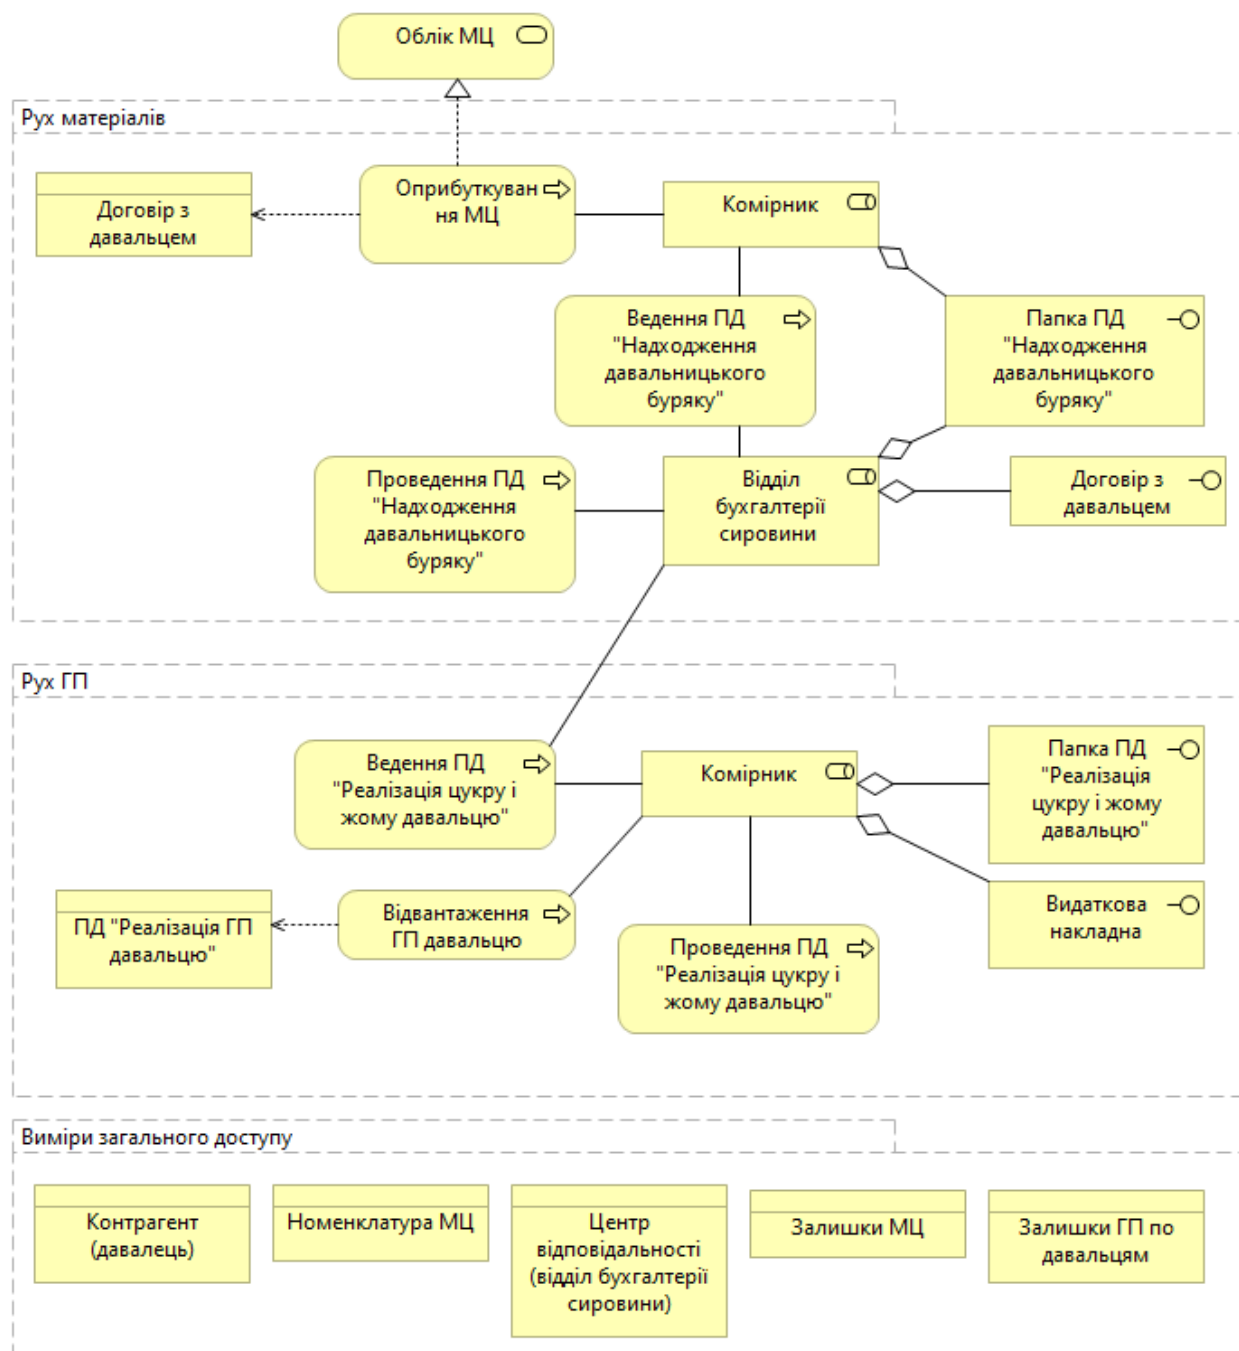 Облік МЦ
Рух матеріалів
Договір з
давальцем
Оприбуткуван
ня МЦ
Комірник
Ведення ПД
"Надходження
давальницького
буряку"
Папка ПД
"Надходження
давальницького
буряку"
Проведення ПД
"Надходження
давальницького
буряку"
Відділ
бухгалтерії
сировини
Договір з
давальцем
Рух ГП
Ведення ПД
"Реалізація цукру і
жому давальцю"
Комірник
Папка ПД
"Реалізація
цукру і жому
давальцю"
ПД "Реалізація ГП
давальцю"
Відвантаження
ГП давальцю
Проведення ПД
"Реалізація цукру і
жому давальцю"
Видаткова
накладна
Виміри загального доступу
Контрагент
(давалець)
Номенклатура МЦ
Центр
відповідальності
(відділ бухгалтерії
сировини)
Залишки МЦ
Залишки ГП по
давальцям